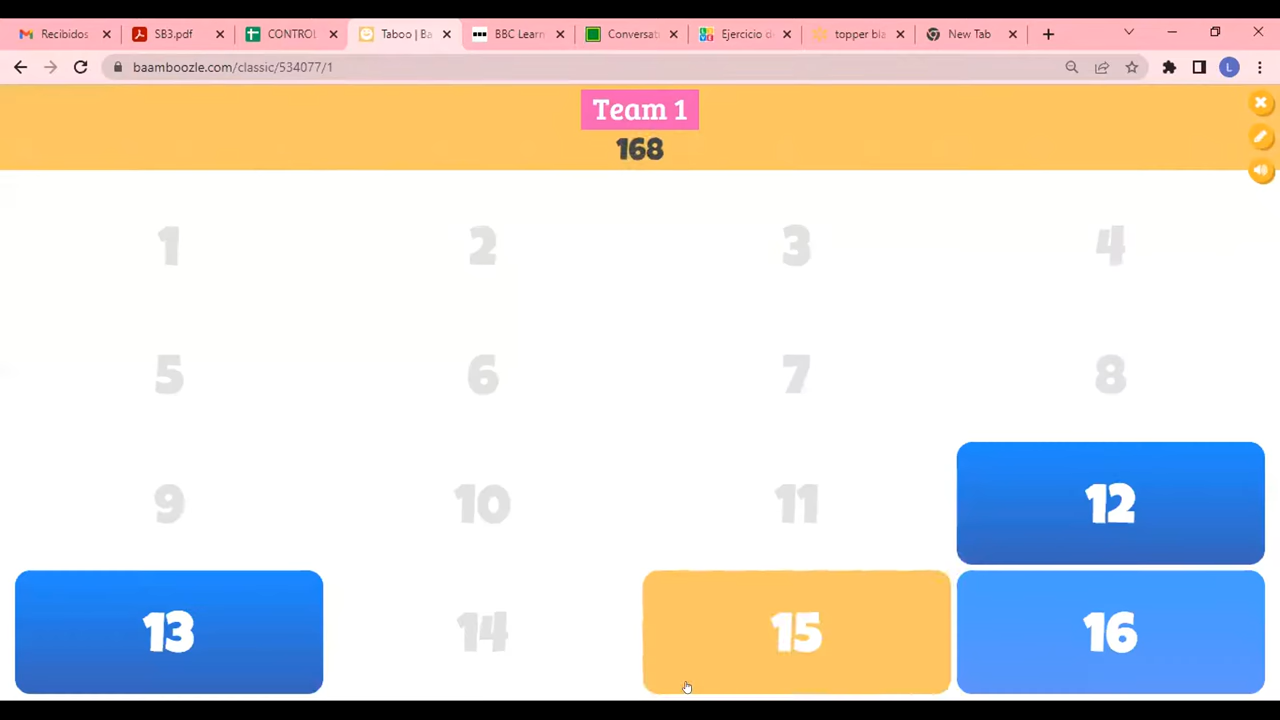 Recibidos
SB3.pdf
CONTROL
Taboo | Ba
BBC Learn
Conversat
Ejercicio d
topper bla
New Tab
baamboozle.com/classic/534077/1
L
Team 1
168
1
2
3
4
5
6
7
8
9
10
11
12
13
14
15
16